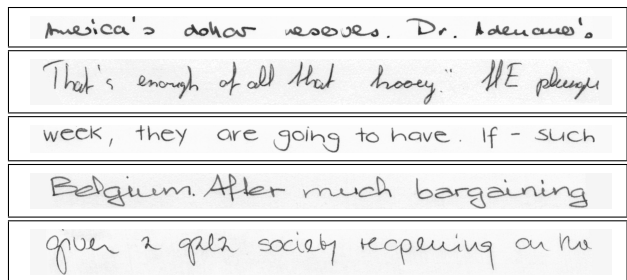 America's dollar reserves. Dr. Adenauer's
That's enough of all that hooey." HE plunge
week, they are going to have. If - such
Belgium. After much bargaining
given a gala society reopening on the